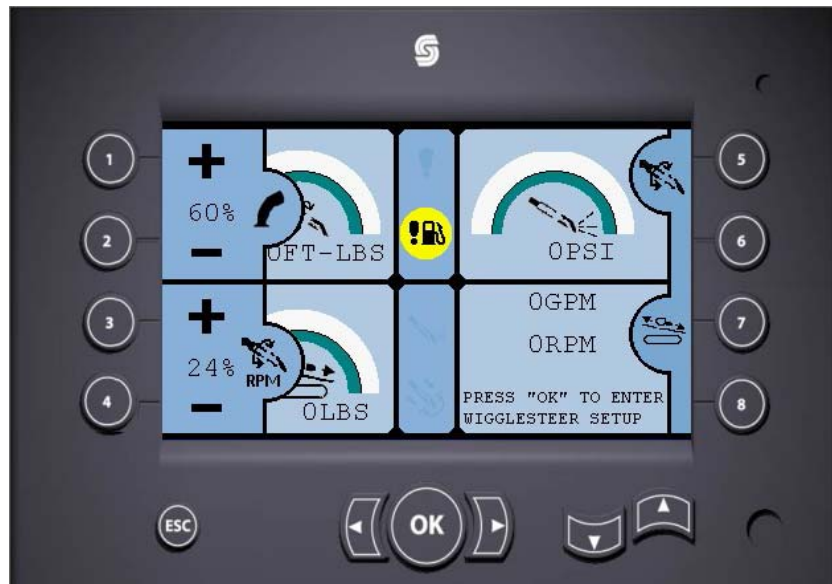 1
2
3
4
5
6
7
8
60%
0FT-LBS
24%
RPM
0LBS
0PSI
0GPM
0RPM
PRESS "OK" TO ENTER
WIGGLESTEER SETUP
ESC
OK